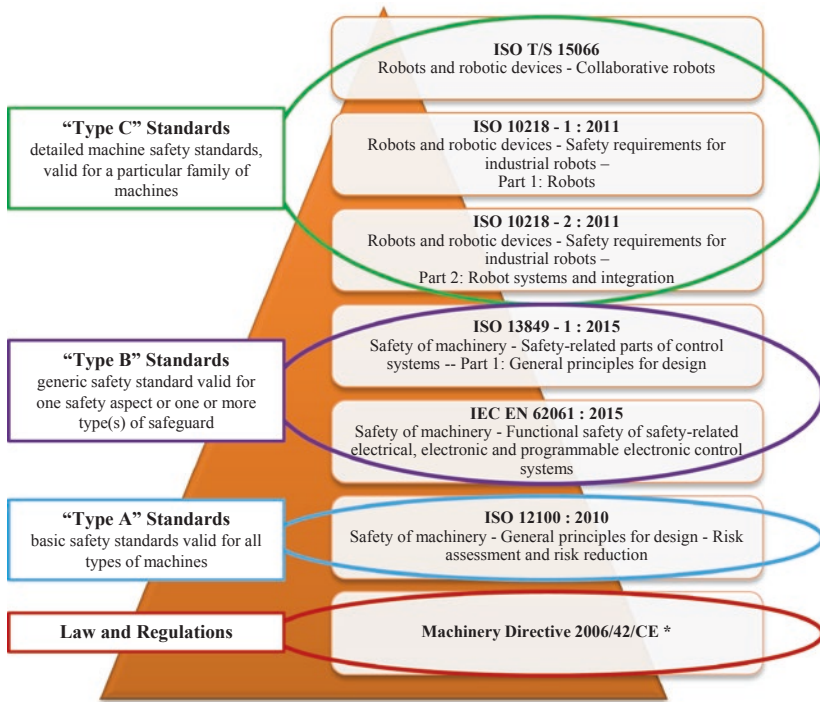 ISO T/S 15066
Robots and robotic devices - Collaborative robots
“Type C” Standards
detailed machine safety standards,
valid for a particular family of
machines
ISO 10218 - 1 : 2011
Robots and robotic devices - Safety requirements for
industrial robots –
Part 1: Robots
ISO 10218 - 2 : 2011
Robots and robotic devices - Safety requirements for
industrial robots –
Part 2: Robot systems and integration
“Type B” Standards
generic safety standard valid for
one safety aspect or one or more
type(s) of safeguard
ISO 13849 - 1 : 2015
Safety of machinery - Safety-related parts of control
systems -- Part 1: General principles for design
IEC EN 62061 : 2015
Safety of machinery - Functional safety of safety-related
electrical, electronic and programmable electronic control
systems
“Type A” Standards
basic safety standards valid for all
types of machines
ISO 12100 : 2010
Safety of machinery - General principles for design - Risk
assessment and risk reduction
Law and Regulations
Machinery Directive 2006/42/CE *